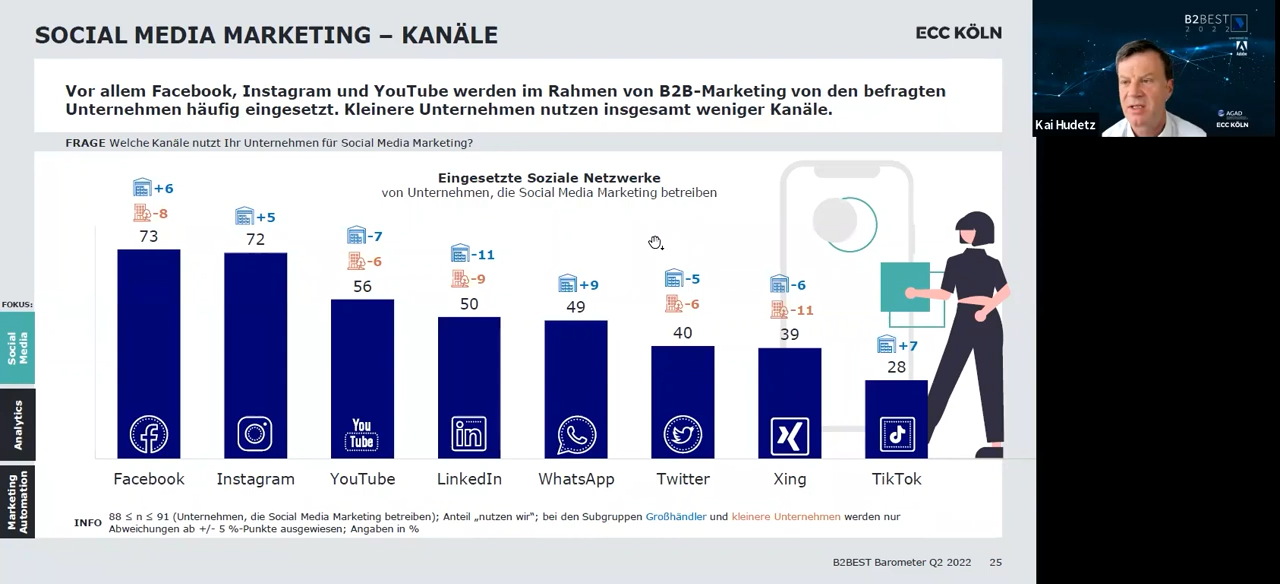 SOCIAL MEDIA MARKETING – KANÄLE
ECC KÖLN
Vor allem Facebook, Instagram und YouTube werden im Rahmen von B2B-Marketing von den befragten
Unternehmen häufig eingesetzt. Kleinere Unternehmen nutzen insgesamt weniger Kanäle.
FRAGE Welche Kanäle nutzt Ihr Unternehmen für Social Media Marketing?
Eingesetzte Soziale Netzwerke
von Unternehmen, die Social Media Marketing betreiben
+6
-8
73
+5
72
-7
-6
56
-11
-9
50
+9
49
-5
-6
40
-6
-11
39
+7
28
You
Tube
in
Facebook Instagram YouTube LinkedIn WhatsApp Twitter Xing TikTok
FOKUS:
Social
Media
Analytics
Marketing
Automation
INFO 88 ≤ n ≤ 91 (Unternehmen, die Social Media Marketing betreiben); Anteil „nutzen wir“; bei den Subgruppen Großhändler und kleinere Unternehmen werden nur
Abweichungen ab +/- 5 %-Punkte ausgewiesen; Angaben in %
B2BEST Barometer Q2 2022 25
B2BEST
2022
Adobe
Kai Hudetz
AGAD
ECC KÖLN